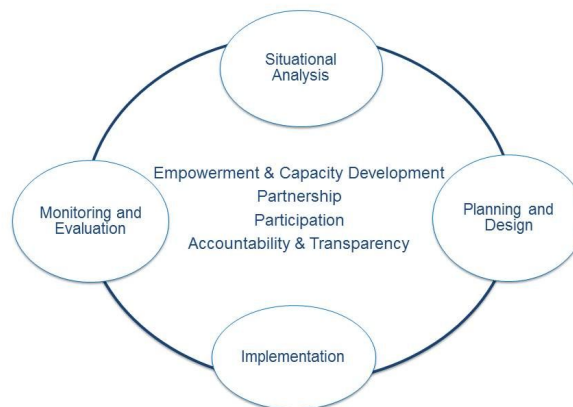 Situational
Analysis
Empowerment & Capacity Development
Partnership
Participation
Accountability & Transparency
Monitoring and
Evaluation
Planning and
Design
Implementation